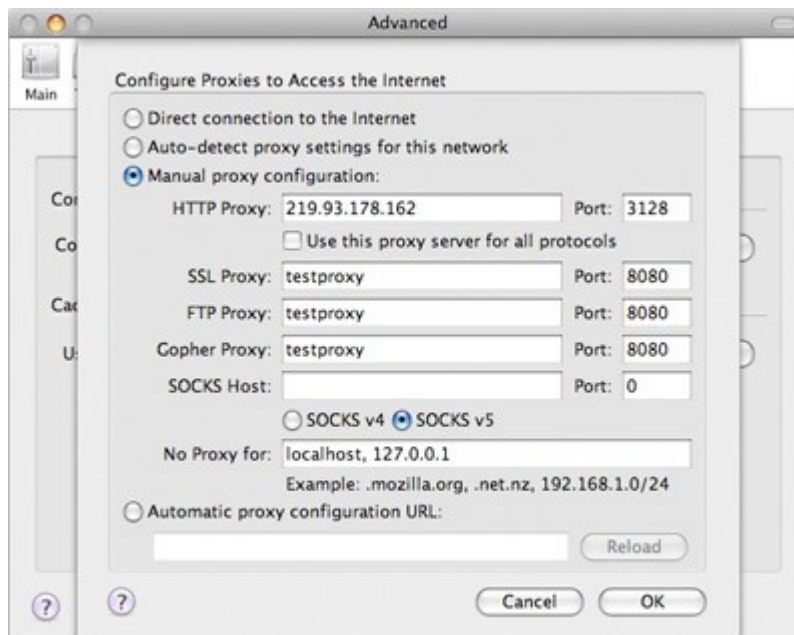 Advanced
Main
Configure Proxies to Access the Internet
Direct connection to the Internet
Auto-detect proxy settings for this network
Manual proxy configuration:
HTTP Proxy: 219.93.178.162 Port: 3128
Use this proxy server for all protocols
SSL Proxy: testproxy Port: 8080
FTP Proxy: testproxy Port: 8080
Gopher Proxy: testproxy Port: 8080
SOCKS Host: Port: 0
SOCKS v4 SOCKS v5
No Proxy for: localhost, 127.0.0.1
Example: .mozilla.org, .net.nz, 192.168.1.0/24
Automatic proxy configuration URL:
Reload
? ? Cancel OK